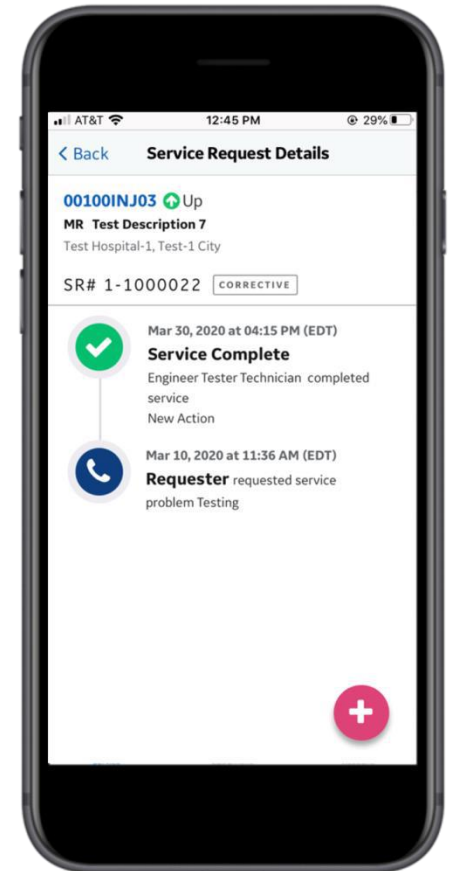 AT&T 12:45 PM 29%
Back Service Request Details
00100INJ03 Up
MR Test Description 7
Test Hospital-1, Test-1 City
SR# 1-1000022 CORRECTIVE
Mar 30, 2020 at 04:15 PM (EDT)
Service Complete
Engineer Tester Technician completed
service
New Action
Mar 10, 2020 at 11:36 AM (EDT)
Requester requested service
problem Testing